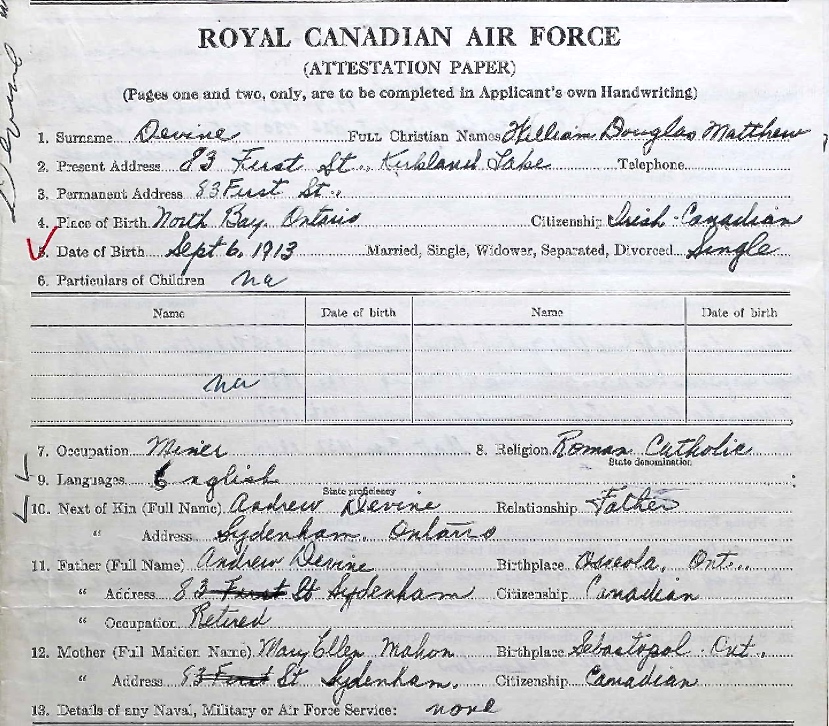 Devine
ROYAL CANADIAN AIR FORCE
(ATTESTATION PAPER)
(Pages one and two, only, are to be completed in Applicant's own Handwriting)
1. Surname Devine FULL Christian Names William Douglas Matthew
2. Present Address 83 First St., Kirkland Lake Telephone
3. Permanent Address 83 First St.,
4. Place of Birth North Bay, Ontario Citizenship Irish-Canadian
5. Date of Birth Sept 6, 1913 Married, Single, Widower, Separated, Divorced Single
6. Particulars of Children na
Name Date of birth Name Date of birth
na
7. Occupation Miner 8. Religion Roman Catholic
State denomination
9. Languages English
State proficiency
10. Next of Kin (Full Name) Andrew Devine Relationship Father
" Address Sydenham, Ontario
11. Father (Full Name) Andrew Devine Birthplace Osceola, Ont..
" Address 83 First St Sydenham Citizenship Canadian
" Occupation Retired
12. Mother (Full Maiden Name) Mary Ellen Mahon Birthplace Sebastopol Ont.,
" Address 83 First St Sydenham. Citizenship Canadian
13. Details of any Naval, Military or Air Force Service: none